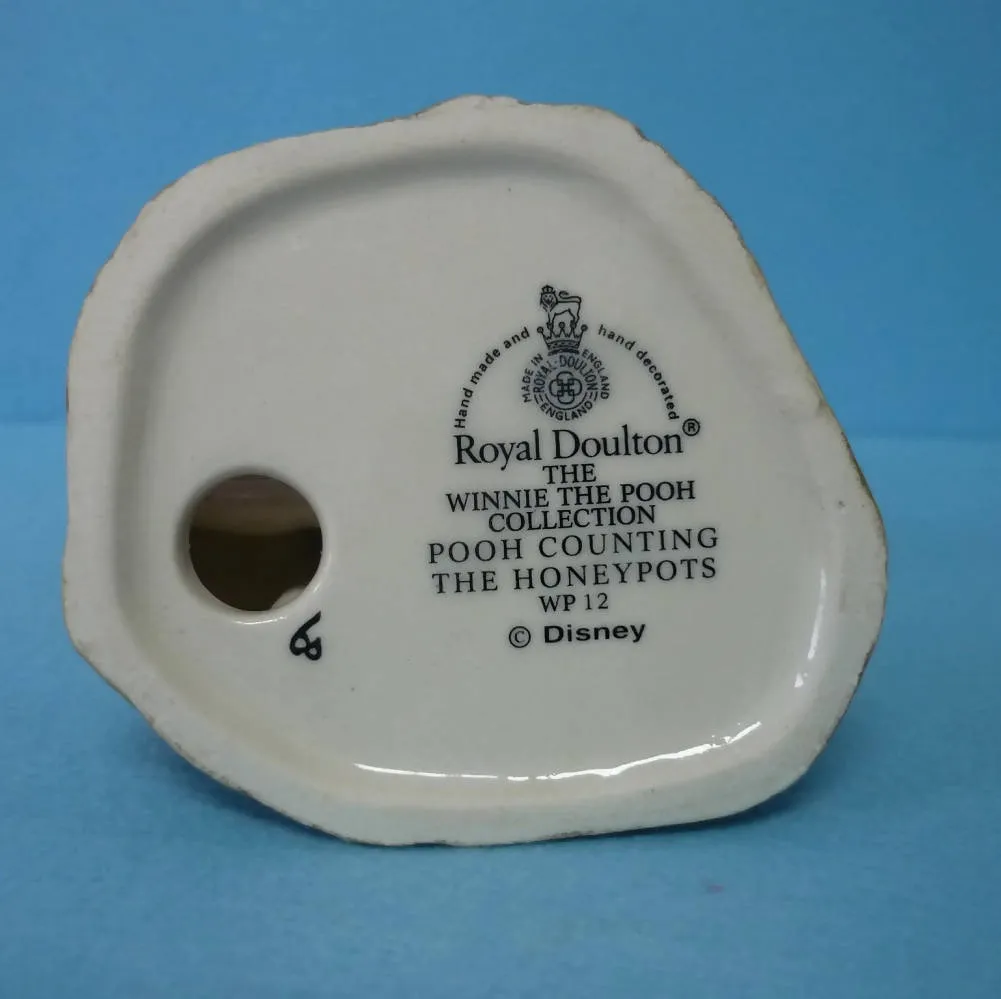 Hand made and hand decorated
MADE IN ENGLAND
ROYAL-DOULTON
ENGLAND
Royal Doulton®
THE
WINNIE THE POOH
COLLECTION
POOH COUNTING
THE HONEYPOTS
WP 12
© Disney